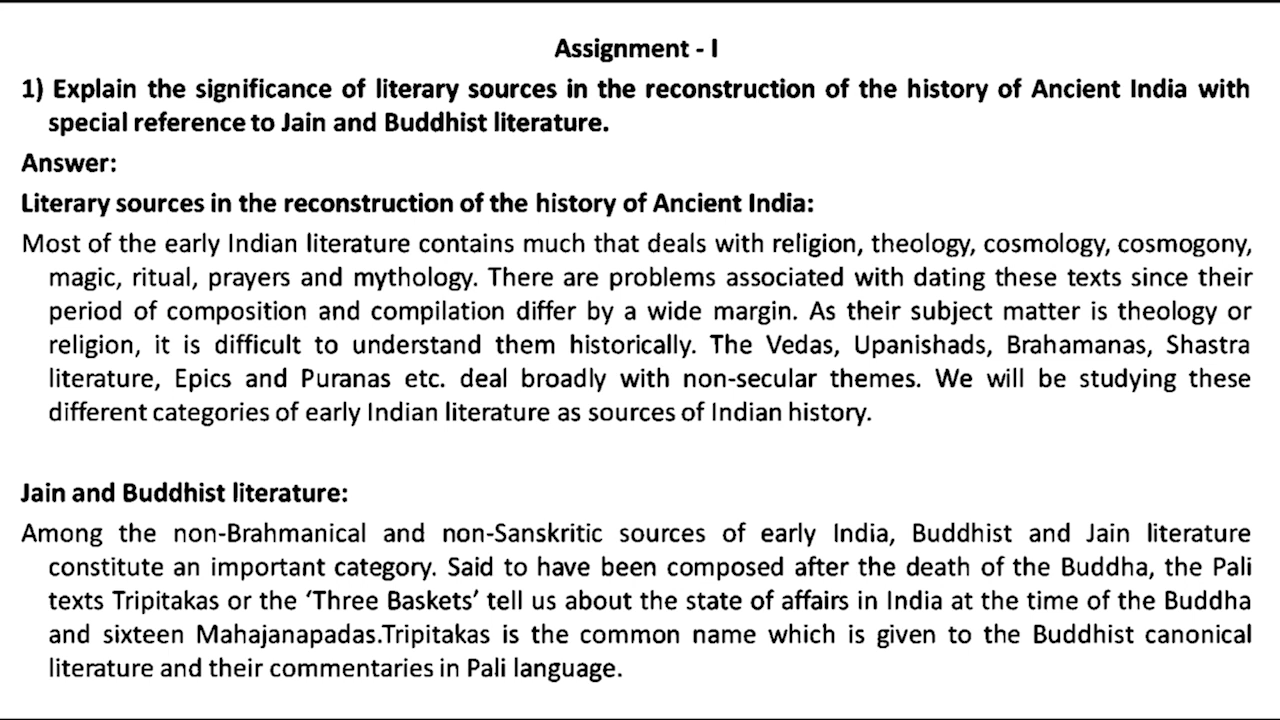 Assignment - I
1) Explain the significance of literary sources in the reconstruction of the history of Ancient India with
special reference to Jain and Buddhist literature.
Answer:
Literary sources in the reconstruction of the history of Ancient India:
Most of the early Indian literature contains much that deals with religion, theology, cosmology, cosmogony,
magic, ritual, prayers and mythology. There are problems associated with dating these texts since their
period of composition and compilation differ by a wide margin. As their subject matter is theology or
religion, it is difficult to understand them historically. The Vedas, Upanishads, Brahamanas, Shastra
literature, Epics and Puranas etc. deal broadly with non-secular themes. We will be studying these
different categories of early Indian literature as sources of Indian history.
Jain and Buddhist literature:
Among the non-Brahmanical and non-Sanskritic sources of early India, Buddhist and Jain literature
constitute an important category. Said to have been composed after the death of the Buddha, the Pali
texts Tripitakas or the ‘Three Baskets’ tell us about the state of affairs in India at the time of the Buddha
and sixteen Mahajanapadas.Tripitakas is the common name which is given to the Buddhist canonical
literature and their commentaries in Pali language.